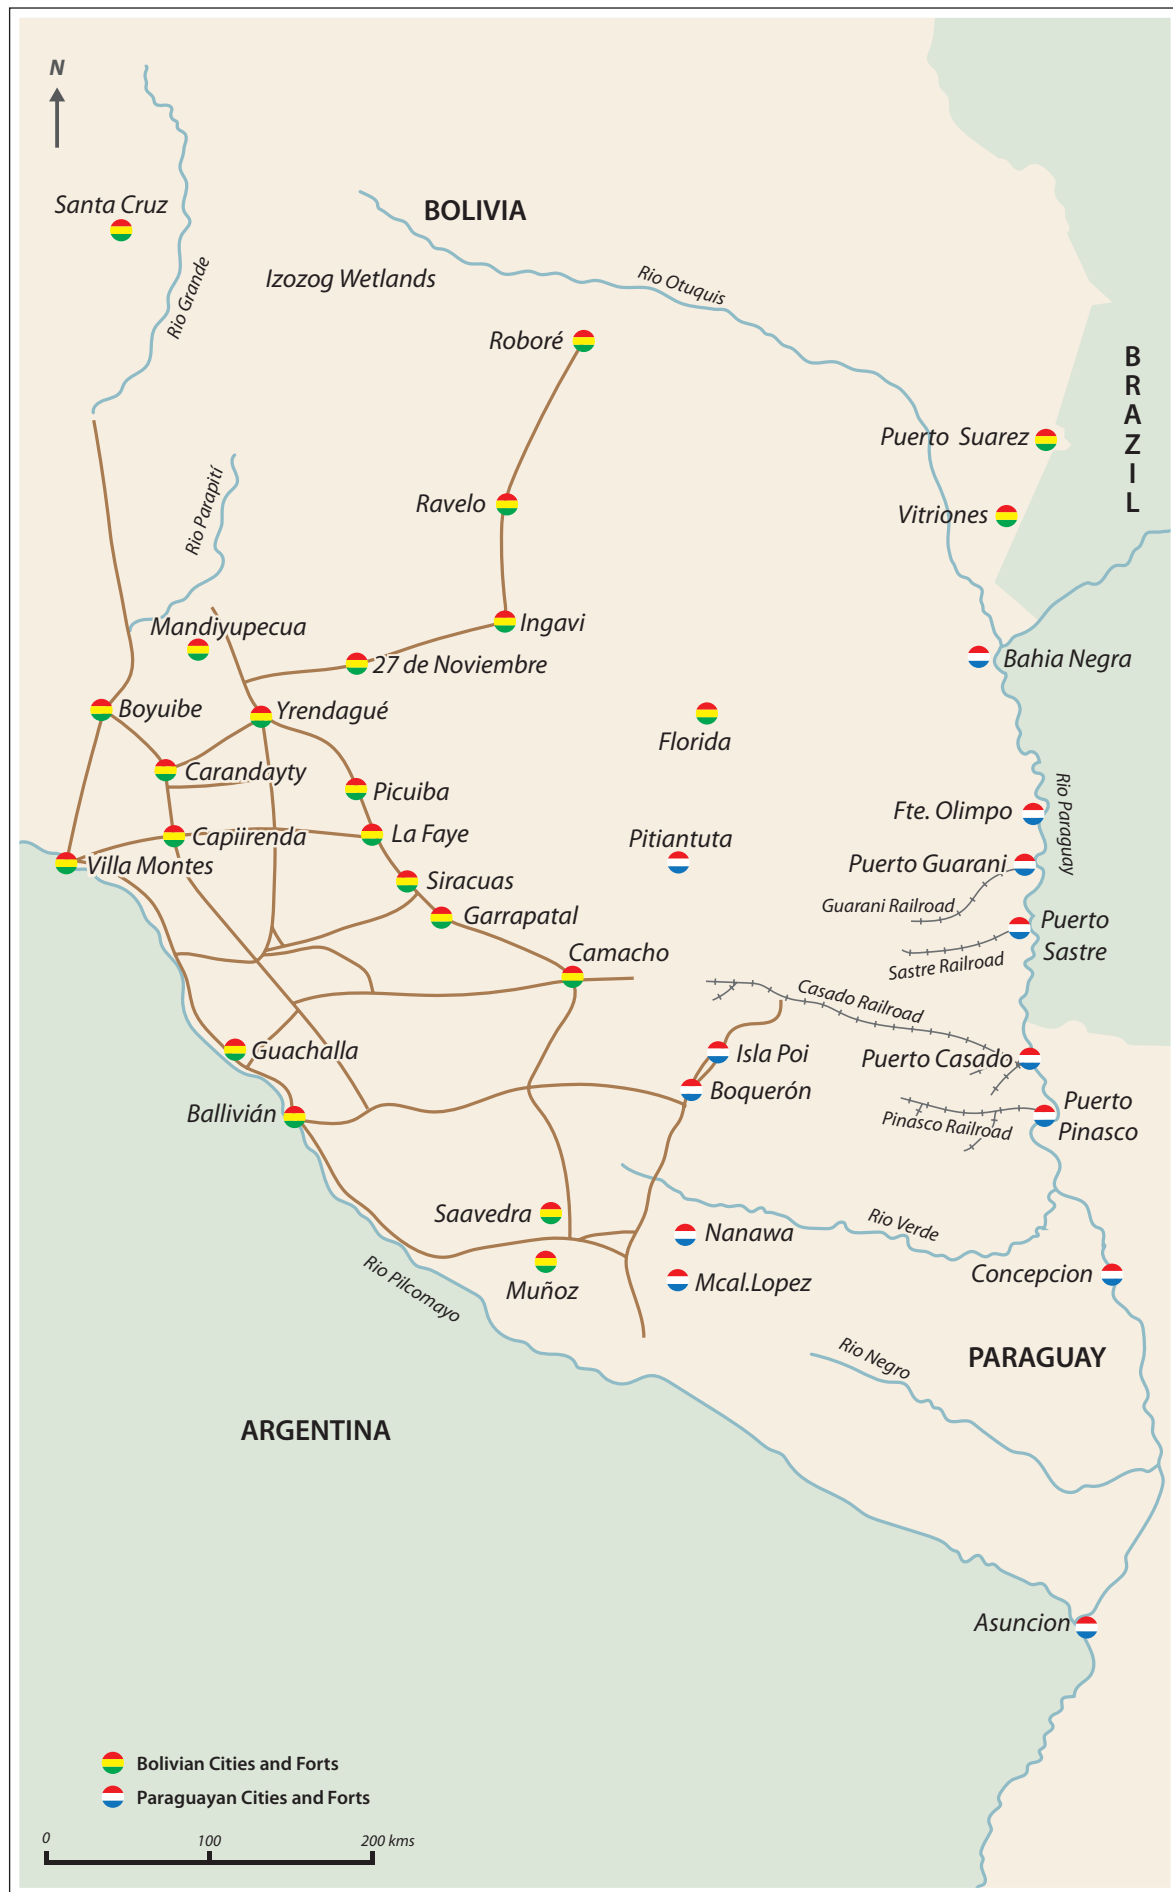 N
Santa Cruz
BOLIVIA
Rio Grande
Izozog Wetlands
Rio Otuquis
Roboré
B
R
A
Z
I
L
Puerto Suarez
Rio Parapití
Ravelo
Vitriones
Mandiyupecua
Ingavi
27 de Noviembre
Bahia Negra
Boyuibe
Yrendagué
Florida
Carandayty
Picuiba
Rio Paraguay
Fte. Olimpo
Capiirenda
La Faye
Pitiantuta
Villa Montes
Puerto Guarani
Siracuas
Guarani Railroad
Garrapatal
Puerto
Sastre
Camacho
Sastre Railroad
Casado Railroad
Guachalla
Isla Poi
Puerto Casado
Boquerón
Ballivián
Puerto
Pinasco
Pinasco Railroad
Saavedra
Nanawa
Rio Verde
Rio Pilcomayo
Muñoz
Mcal.Lopez
Concepcion
Rio Negro
PARAGUAY
ARGENTINA
Asuncion
Bolivian Cities and Forts
Paraguayan Cities and Forts
0 100 200 kms